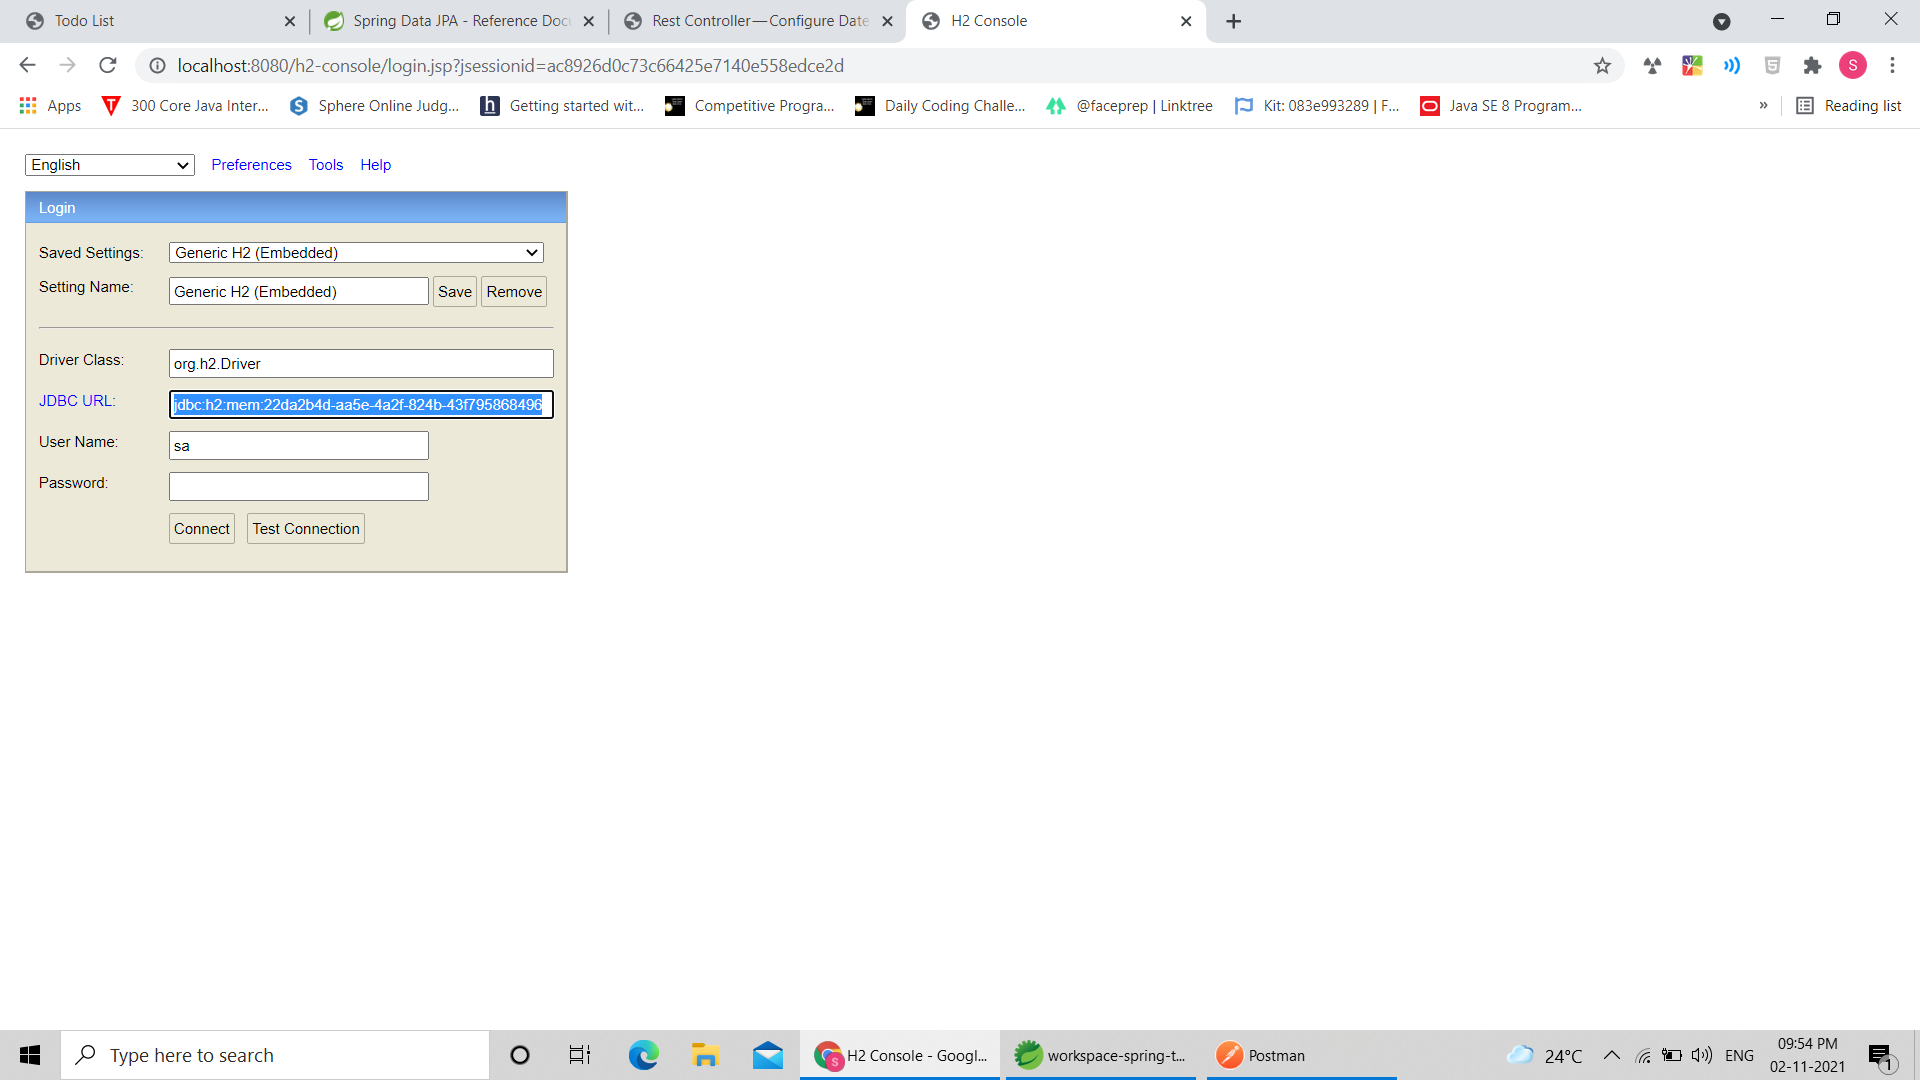 Todo List
Spring Data JPA - Reference Doc
Rest Controller — Configure Date
H2 Console
localhost:8080/h2-console/login.jsp?jsessionid=ac8926d0c73c66425e7140e558edce2d
S
Apps
300 Core Java Inter...
Sphere Online Judg...
Getting started wit...
Competitive Progra...
Daily Coding Challe...
@faceprep | Linktree
Kit: 083e993289 | F...
Java SE 8 Program...
»
Reading list
English
Preferences
Tools
Help
Login
Saved Settings:
Generic H2 (Embedded)
Setting Name:
Generic H2 (Embedded)
Save
Remove
Driver Class:
org.h2.Driver
JDBC URL:
jdbc:h2:mem:22da2b4d-aa5e-4a2f-824b-43f795868496
User Name:
sa
Password:
Connect
Test Connection
Type here to search
H2 Console - Googl...
workspace-spring-t...
Postman
24°C
ENG
09:54 PM
02-11-2021
1